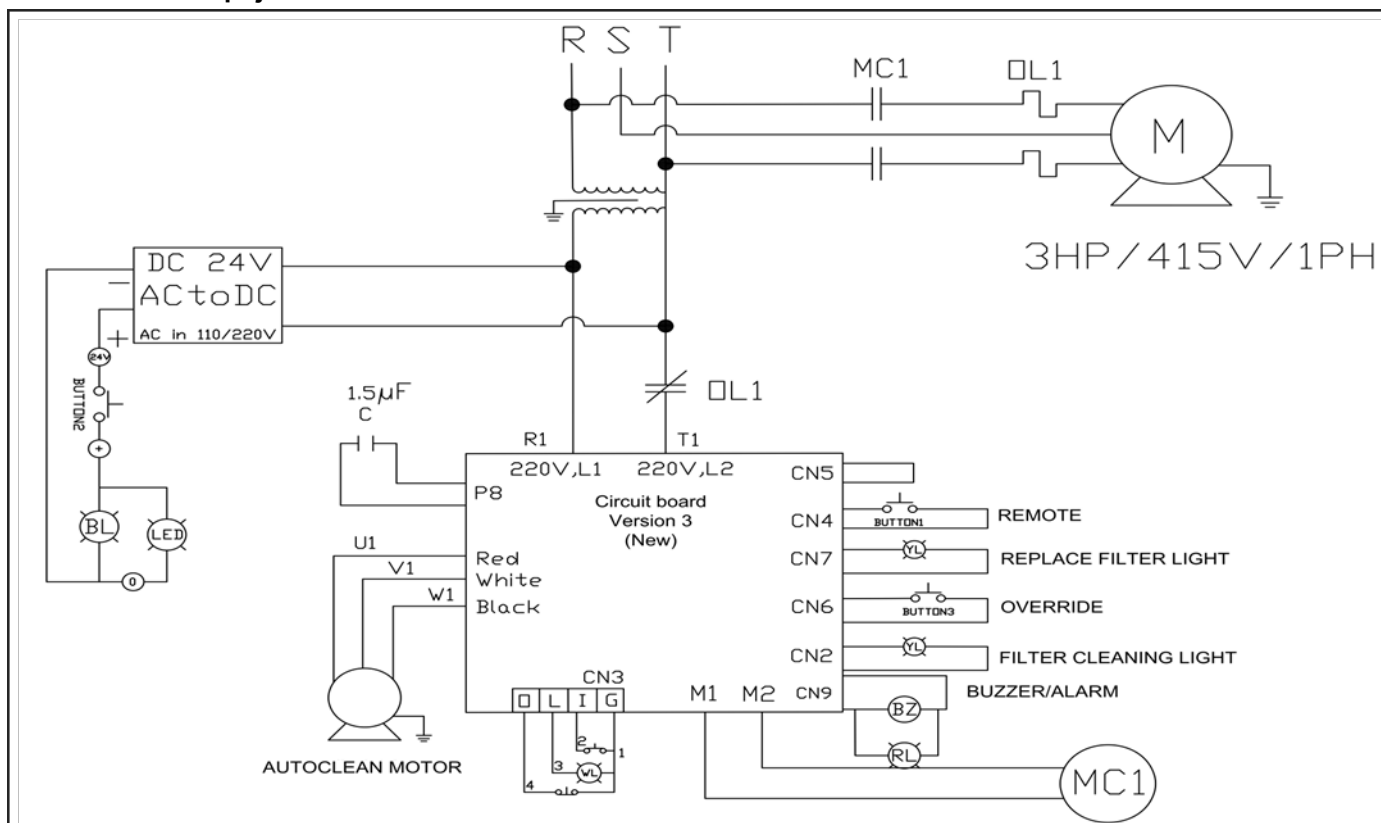 R S T
MC1 OL1
M
3HP/415V/1PH
DC 24V
−
ACtoDC
AC in 110/220V
+
24V
BUTTON2
+
BL LED
0
OL1
1.5µF
C
R1 T1
220V,L1 220V,L2
Circuit board
Version 3
(New)
P8
U1
Red
V1
White
W1
Black
AUTOCLEAN MOTOR
CN5
CN4
BUTTON1
REMOTE
CN7
YL
REPLACE FILTER LIGHT
CN6
BUTTON3
OVERRIDE
CN2
YL
FILTER CLEANING LIGHT
CN9
BUZZER/ALARM
BZ
RL
CN3
O L I G
M1 M2
2
1
3
WL
4
MC1